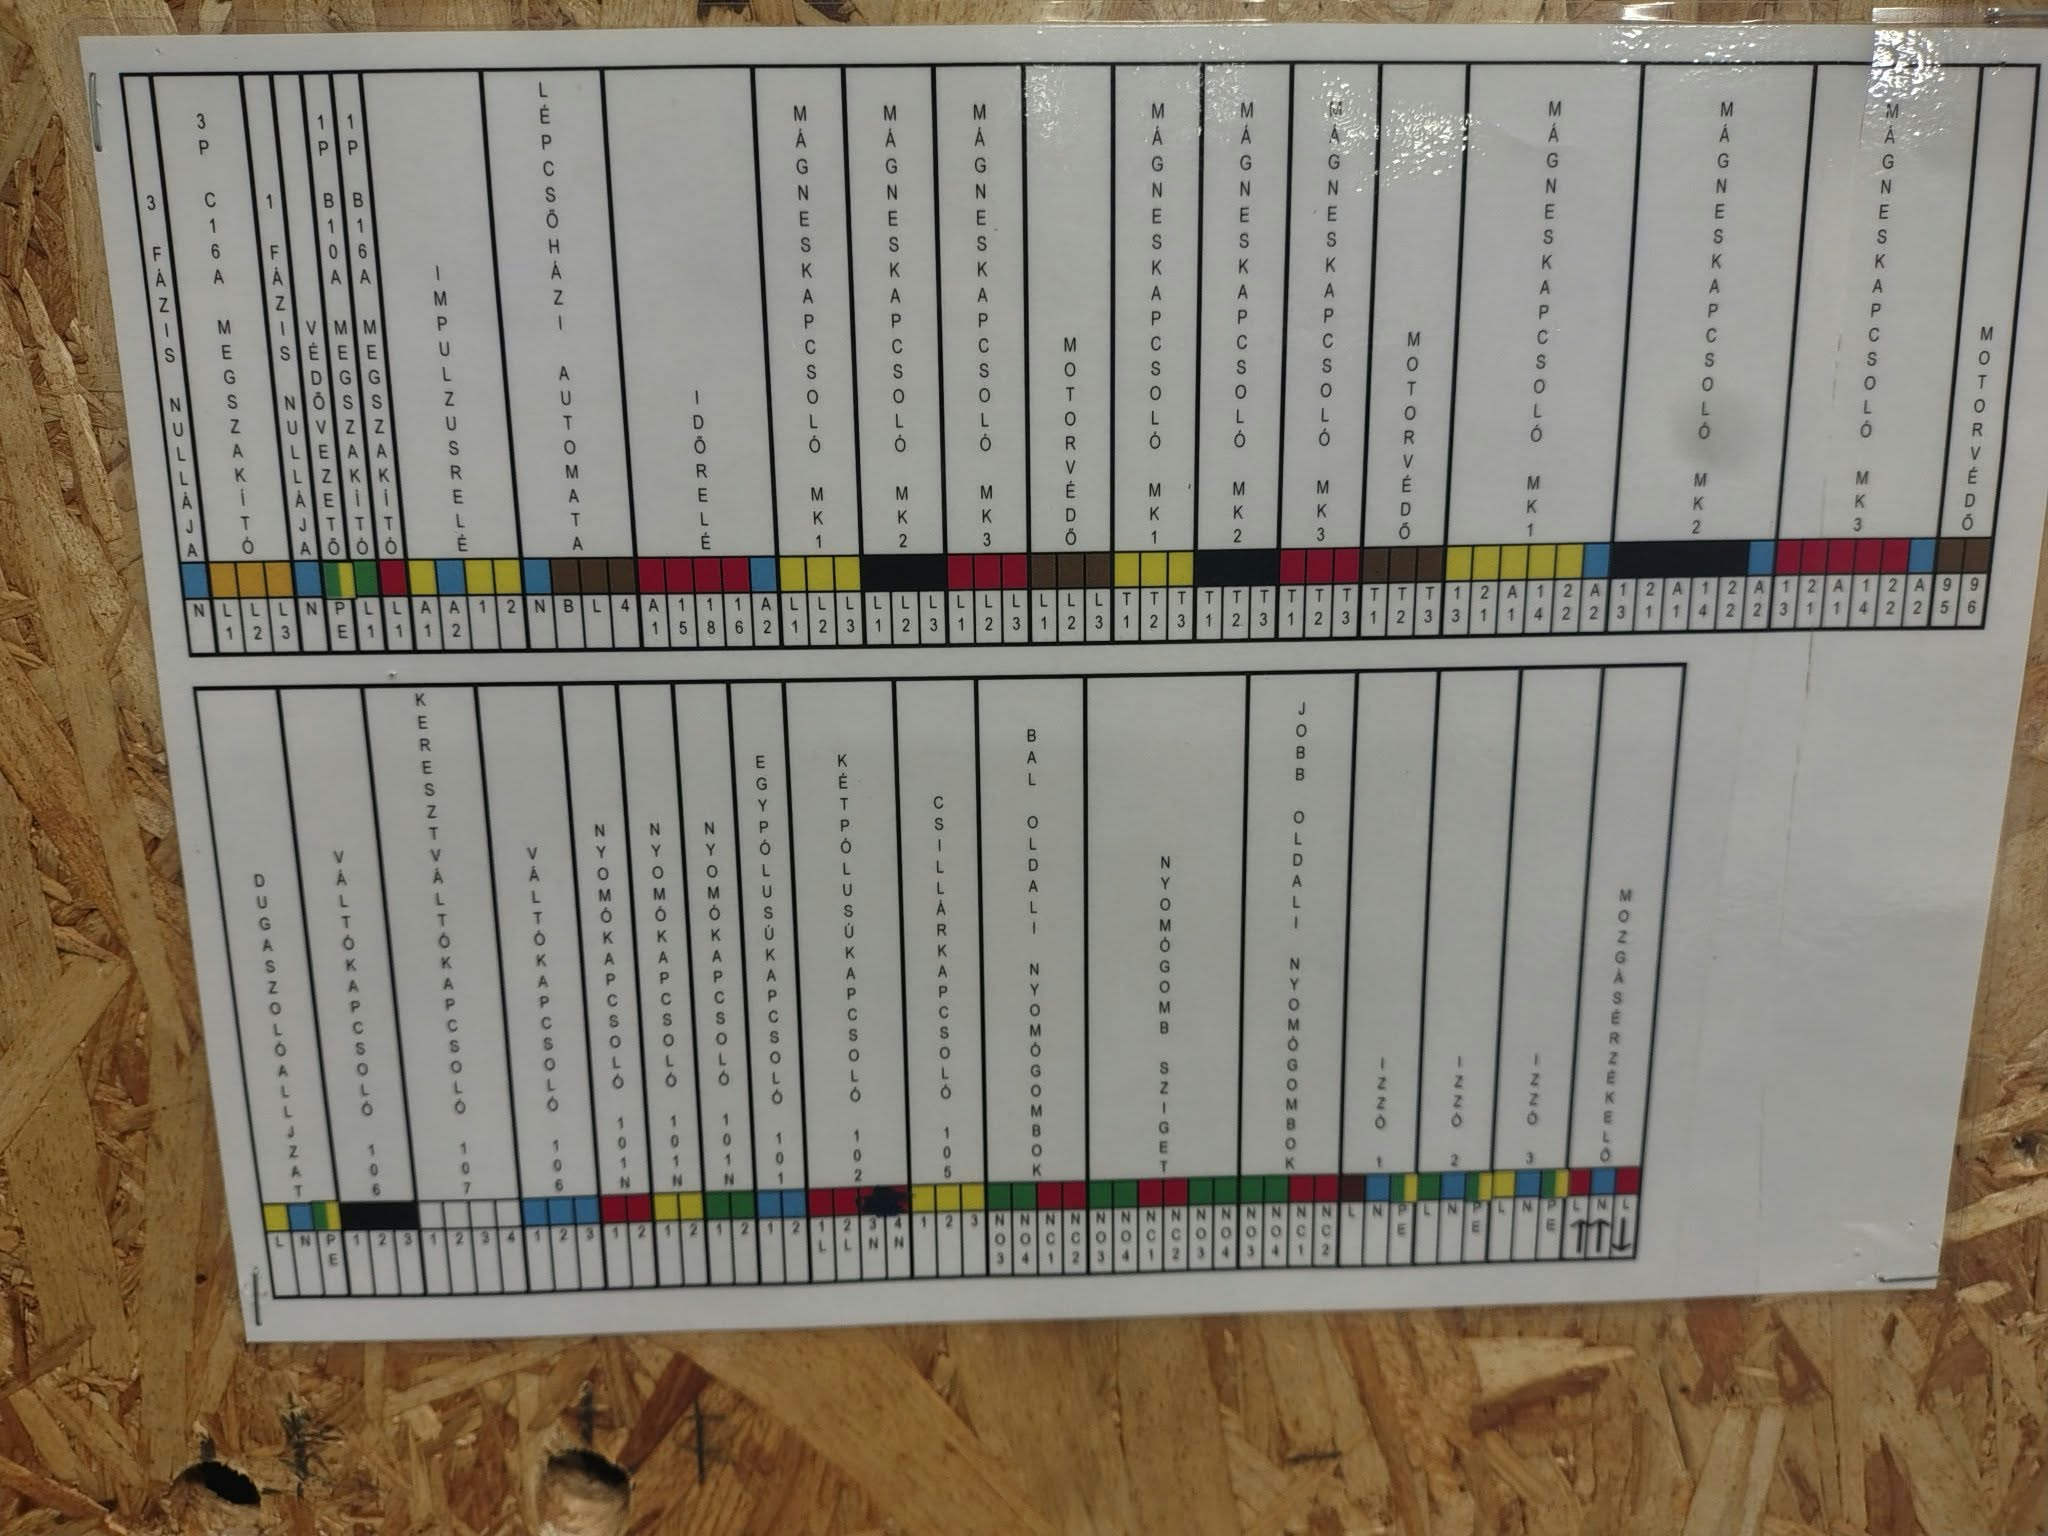 3 FÁZIS NULLÁJA
3P C16A MEGSZAKÍTÓ
1 FÁZIS NULLÁJA
VÉDŐVEZETŐ
1P B10A MEGSZAKÍTÓ
1P B16A MEGSZAKÍTÓ
IMPULZUSRELÉ
LÉPCSŐHÁZI AUTOMATA
IDŐRELÉ
MÁGNESKAPCSOLÓ MK1
MÁGNESKAPCSOLÓ MK2
MÁGNESKAPCSOLÓ MK3
MOTORVÉDŐ
MÁGNESKAPCSOLÓ MK1
MÁGNESKAPCSOLÓ MK2
MÁGNESKAPCSOLÓ MK3
MOTORVÉDŐ
MÁGNESKAPCSOLÓ MK1
MÁGNESKAPCSOLÓ MK2
MÁGNESKAPCSOLÓ MK3
MOTORVÉDŐ
N L1 L2 L3 N PE L1 L1 A1 A2 1 2 N B L 4 A1 15 18 16 A2 L1 L2 L3 L1 L2 L3 L1 L2 L3 L1 L2 L3 T1 T2 T3 T1 T2 T3 T1 T2 T3 T1 T2 T3 13 21 A1 14 22 A2 13 21 A1 14 22 A2 13 21 A1 14 22 A2 95 96
DUGASZOLÓALLJZAT
VÁLTÓKAPCSOLÓ 106
KERESZTVÁLTÓKAPCSOLÓ 107
VÁLTÓKAPCSOLÓ 106
NYOMÓKAPCSOLÓ 101N
NYOMÓKAPCSOLÓ 101N
NYOMÓKAPCSOLÓ 101N
EGYPÓLUSÚKAPCSOLÓ 101
KÉTPÓLUSÚKAPCSOLÓ 102
CSILLÁRKAPCSOLÓ 105
BAL OLDALI NYOMÓGOMBOK
NYOMÓGOMB SZIGET
JOBB OLDALI NYOMÓGOMBOK
IZZÓ 1
IZZÓ 2
IZZÓ 3
MOZGÁSÉRZÉKELŐ
L N PE 1 2 3 1 2 3 4 1 2 3 1 2 1 2 1 2 1 2 1L 2L 3N 4N 1 2 3 NO3 NO4 NC1 NC2 NO3 NO4 NC1 NC2 NO3 NO4 NO3 NO4 NC1 NC2 L N PE L N PE L N PE L N L
↑↑↓